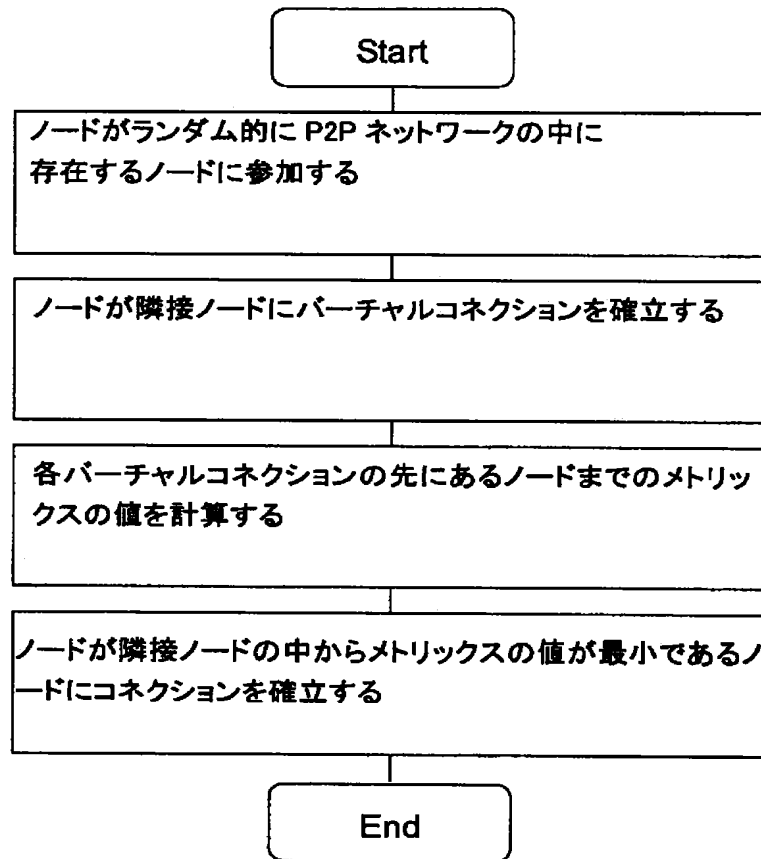 Start
ノードがランダム的に P2P ネットワークの中に
存在するノードに参加する
ノードが隣接ノードにバーチャルコネクションを確立する
各バーチャルコネクションの先にあるノードまでのメトリッ
クスの値を計算する
ノードが隣接ノードの中からメトリックスの値が最小であるノ
ードにコネクションを確立する
End